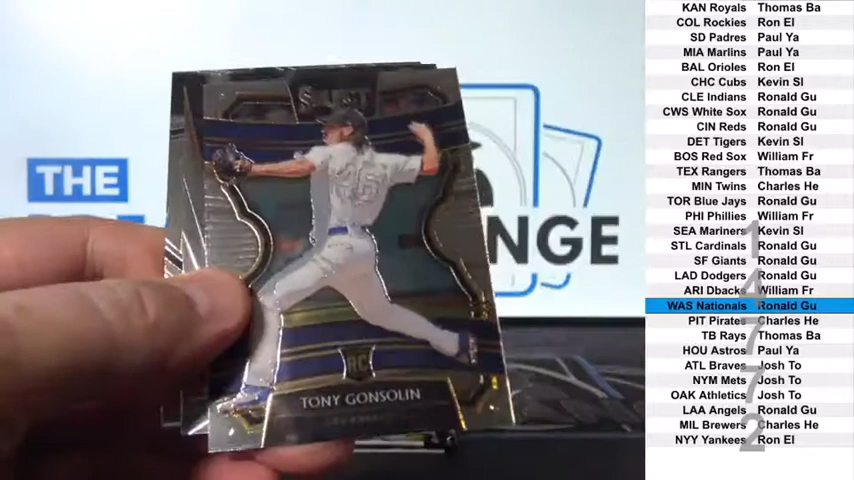 THE
NGE
SELECT
46
RC
TONY GONSOLIN
KAN Royals Thomas Ba
COL Rockies Ron El
SD Padres Paul Ya
MIA Marlins Paul Ya
BAL Orioles Ron El
CHC Cubs Kevin Sl
CLE Indians Ronald Gu
CWS White Sox Ronald Gu
CIN Reds Ronald Gu
DET Tigers Kevin Sl
BOS Red Sox William Fr
TEX Rangers Thomas Ba
MIN Twins Charles He
TOR Blue Jays Ronald Gu
PHI Phillies William Fr
SEA Mariners Kevin Sl
STL Cardinals Ronald Gu
SF Giants Ronald Gu
LAD Dodgers Ronald Gu
ARI Dbacks William Fr
WAS Nationals Ronald Gu
PIT Pirates Charles He
TB Rays Thomas Ba
HOU Astros Paul Ya
ATL Braves Josh To
NYM Mets Josh To
OAK Athletics Josh To
LAA Angels Ronald Gu
MIL Brewers Charles He
NYY Yankees Ron El